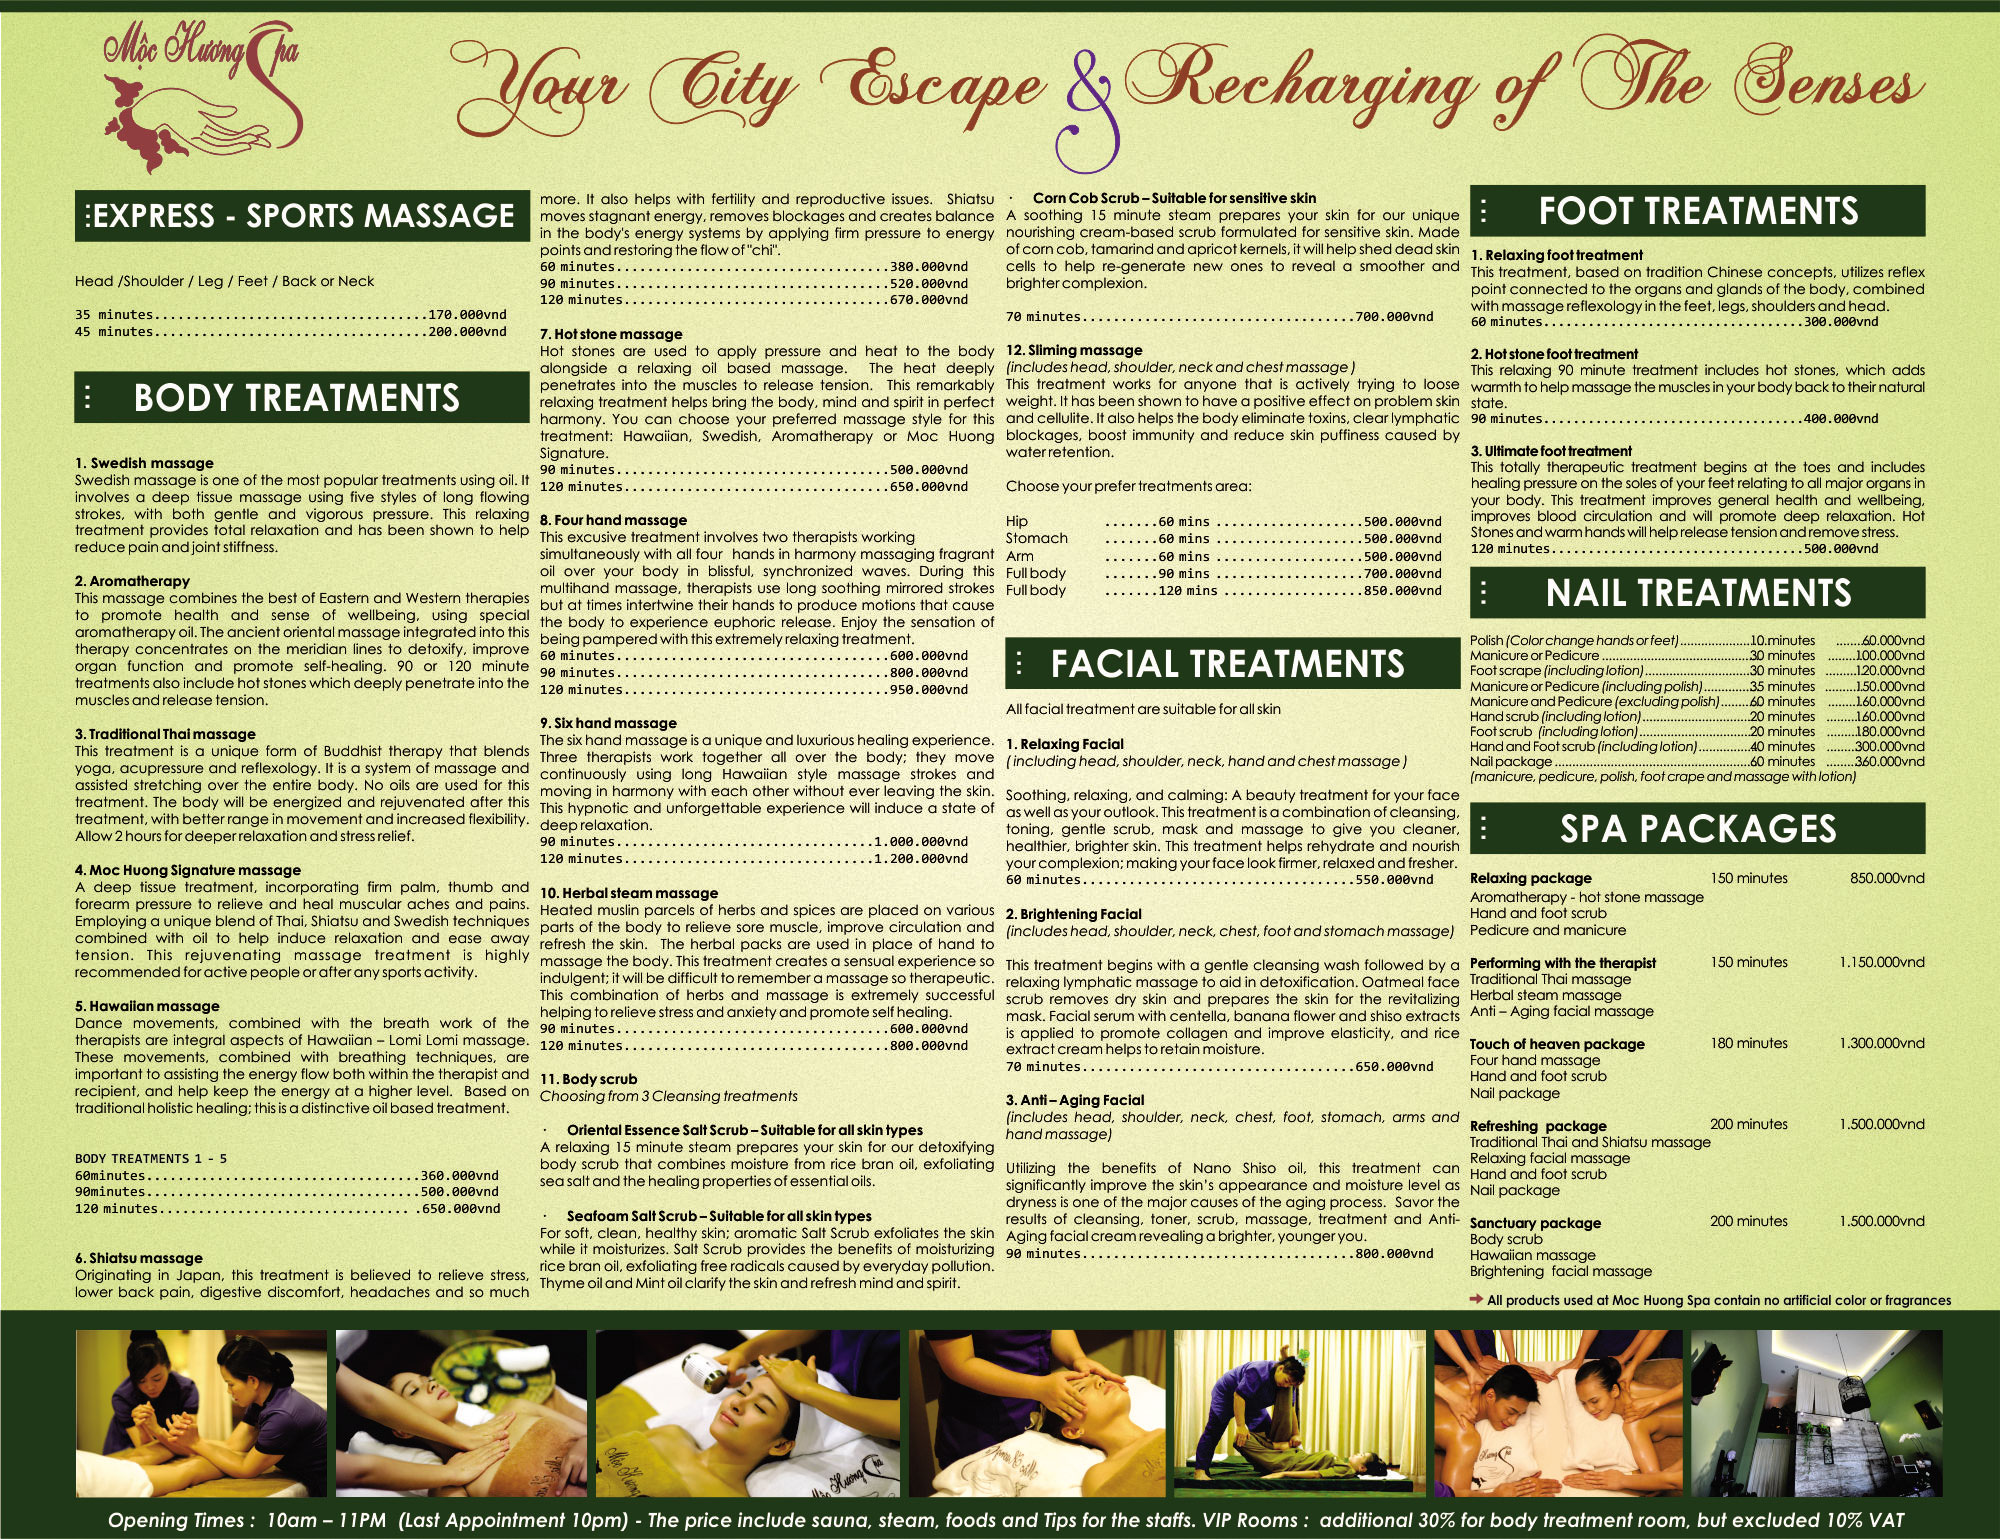 Mộc Hương Spa
Your City Escape & Recharging of The Senses
EXPRESS - SPORTS MASSAGE
Head /Shoulder / Leg / Feet / Back or Neck
35 minutes...................................170.000vnd
45 minutes...................................200.000vnd
BODY TREATMENTS
1. Swedish massage
Swedish massage is one of the most popular treatments using oil. It
involves a deep tissue massage using five styles of long flowing
strokes, with both gentle and vigorous pressure. This relaxing
treatment provides total relaxation and has been shown to help
reduce pain and joint stiffness.
2. Aromatherapy
This massage combines the best of Eastern and Western therapies
to promote health and sense of wellbeing, using special
aromatherapy oil. The ancient oriental massage integrated into this
therapy concentrates on the meridian lines to detoxify, improve
organ function and promote self-healing. 90 or 120 minute
treatments also include hot stones which deeply penetrate into the
muscles and release tension.
3. Traditional Thai massage
This treatment is a unique form of Buddhist therapy that blends
yoga, acupressure and reflexology. It is a system of massage and
assisted stretching over the entire body. No oils are used for this
treatment. The body will be energized and rejuvenated after this
treatment, with better range in movement and increased flexibility.
Allow 2 hours for deeper relaxation and stress relief.
4. Moc Huong Signature massage
A deep tissue treatment, incorporating firm palm, thumb and
forearm pressure to relieve and heal muscular aches and pains.
Employing a unique blend of Thai, Shiatsu and Swedish techniques
combined with oil to help induce relaxation and ease away
tension. This rejuvenating massage treatment is highly
recommended for active people or after any sports activity.
5. Hawaiian massage
Dance movements, combined with the breath work of the
therapists are integral aspects of Hawaiian – Lomi Lomi massage.
These movements, combined with breathing techniques, are
important to assisting the energy flow both within the therapist and
recipient, and help keep the energy at a higher level. Based on
traditional holistic healing; this is a distinctive oil based treatment.
BODY TREATMENTS 1 - 5
60minutes...................................360.000vnd
90minutes...................................500.000vnd
120 minutes................................ .650.000vnd
6. Shiatsu massage
Originating in Japan, this treatment is believed to relieve stress,
lower back pain, digestive discomfort, headaches and so much
more. It also helps with fertility and reproductive issues. Shiatsu
moves stagnant energy, removes blockages and creates balance
in the body's energy systems by applying firm pressure to energy
points and restoring the flow of "chi".
60 minutes...................................380.000vnd
90 minutes...................................520.000vnd
120 minutes..................................670.000vnd
7. Hot stone massage
Hot stones are used to apply pressure and heat to the body
alongside a relaxing oil based massage. The heat deeply
penetrates into the muscles to release tension. This remarkably
relaxing treatment helps bring the body, mind and spirit in perfect
harmony. You can choose your preferred massage style for this
treatment: Hawaiian, Swedish, Aromatherapy or Moc Huong
Signature.
90 minutes...................................500.000vnd
120 minutes..................................650.000vnd
8. Four hand massage
This excusive treatment involves two therapists working
simultaneously with all four hands in harmony massaging fragrant
oil over your body in blissful, synchronized waves. During this
multihand massage, therapists use long soothing mirrored strokes
but at times intertwine their hands to produce motions that cause
the body to experience euphoric release. Enjoy the sensation of
being pampered with this extremely relaxing treatment.
60 minutes...................................600.000vnd
90 minutes...................................800.000vnd
120 minutes..................................950.000vnd
9. Six hand massage
The six hand massage is a unique and luxurious healing experience.
Three therapists work together all over the body; they move
continuously using long Hawaiian style massage strokes and
moving in harmony with each other without ever leaving the skin.
This hypnotic and unforgettable experience will induce a state of
deep relaxation.
90 minutes.................................1.000.000vnd
120 minutes................................1.200.000vnd
10. Herbal steam massage
Heated muslin parcels of herbs and spices are placed on various
parts of the body to relieve sore muscle, improve circulation and
refresh the skin. The herbal packs are used in place of hand to
massage the body. This treatment creates a sensual experience so
indulgent; it will be difficult to remember a massage so therapeutic.
This combination of herbs and massage is extremely successful
helping to relieve stress and anxiety and promote self healing.
90 minutes...................................600.000vnd
120 minutes..................................800.000vnd
11. Body scrub
Choosing from 3 Cleansing treatments
· Oriental Essence Salt Scrub – Suitable for all skin types
A relaxing 15 minute steam prepares your skin for our detoxifying
body scrub that combines moisture from rice bran oil, exfoliating
sea salt and the healing properties of essential oils.
· Seafoam Salt Scrub – Suitable for all skin types
For soft, clean, healthy skin; aromatic Salt Scrub exfoliates the skin
while it moisturizes. Salt Scrub provides the benefits of moisturizing
rice bran oil, exfoliating free radicals caused by everyday pollution.
Thyme oil and Mint oil clarify the skin and refresh mind and spirit.
· Corn Cob Scrub – Suitable for sensitive skin
A soothing 15 minute steam prepares your skin for our unique
nourishing cream-based scrub formulated for sensitive skin. Made
of corn cob, tamarind and apricot kernels, it will help shed dead skin
cells to help re-generate new ones to reveal a smoother and
brighter complexion.
70 minutes...................................700.000vnd
12. Sliming massage
(includes head, shoulder, neck and chest massage )
This treatment works for anyone that is actively trying to loose
weight. It has been shown to have a positive effect on problem skin
and cellulite. It also helps the body eliminate toxins, clear lymphatic
blockages, boost immunity and reduce skin puffiness caused by
water retention.
Choose your prefer treatments area:
Hip .......60 mins ...................500.000vnd
Stomach .......60 mins ...................500.000vnd
Arm .......60 mins ...................500.000vnd
Full body .......90 mins ...................700.000vnd
Full body .......120 mins ..................850.000vnd
FACIAL TREATMENTS
All facial treatment are suitable for all skin
1. Relaxing Facial
( including head, shoulder, neck, hand and chest massage )
Soothing, relaxing, and calming: A beauty treatment for your face
as well as your outlook. This treatment is a combination of cleansing,
toning, gentle scrub, mask and massage to give you cleaner,
healthier, brighter skin. This treatment helps rehydrate and nourish
your complexion; making your face look firmer, relaxed and fresher.
60 minutes...................................550.000vnd
2. Brightening Facial
(includes head, shoulder, neck, chest, foot and stomach massage)
This treatment begins with a gentle cleansing wash followed by a
relaxing lymphatic massage to aid in detoxification. Oatmeal face
scrub removes dry skin and prepares the skin for the revitalizing
mask. Facial serum with centella, banana flower and shiso extracts
is applied to promote collagen and improve elasticity, and rice
extract cream helps to retain moisture.
70 minutes...................................650.000vnd
3. Anti – Aging Facial
(includes head, shoulder, neck, chest, foot, stomach, arms and
hand massage)
Utilizing the benefits of Nano Shiso oil, this treatment can
significantly improve the skin's appearance and moisture level as
dryness is one of the major causes of the aging process. Savor the
results of cleansing, toner, scrub, massage, treatment and Anti-
Aging facial cream revealing a brighter, younger you.
90 minutes...................................800.000vnd
FOOT TREATMENTS
1. Relaxing foot treatment
This treatment, based on tradition Chinese concepts, utilizes reflex
point connected to the organs and glands of the body, combined
with massage reflexology in the feet, legs, shoulders and head.
60 minutes.................................300.000vnd
2. Hot stone foot treatment
This relaxing 90 minute treatment includes hot stones, which adds
warmth to help massage the muscles in your body back to their natural
state.
90 minutes.................................400.000vnd
3. Ultimate foot treatment
This totally therapeutic treatment begins at the toes and includes
healing pressure on the soles of your feet relating to all major organs in
your body. This treatment improves general health and wellbeing,
improves blood circulation and will promote deep relaxation. Hot
Stones and warm hands will help release tension and remove stress.
120 minutes................................500.000vnd
NAIL TREATMENTS
Polish (Color change hands or feet)....................10 minutes ........60.000vnd
Manicure or Pedicure ..........................................30 minutes .........100.000vnd
Foot scrape (including lotion)..............................30 minutes .........120.000vnd
Manicure or Pedicure (including polish).............35 minutes .........150.000vnd
Manicure and Pedicure (excluding polish)........60 minutes .........160.000vnd
Hand scrub (including lotion)..............................20 minutes .........160.000vnd
Foot scrub (including lotion)................................20 minutes .........180.000vnd
Hand and Foot scrub (including lotion)...............40 minutes .........300.000vnd
Nail package ......................................................60 minutes .........360.000vnd
(manicure, pedicure, polish, foot crape and massage with lotion)
SPA PACKAGES
Relaxing package 150 minutes 850.000vnd
Aromatherapy - hot stone massage
Hand and foot scrub
Pedicure and manicure
Performing with the therapist 150 minutes 1.150.000vnd
Traditional Thai massage
Herbal steam massage
Anti – Aging facial massage
Touch of heaven package 180 minutes 1.300.000vnd
Four hand massage
Hand and foot scrub
Nail package
Refreshing package 200 minutes 1.500.000vnd
Traditional Thai and Shiatsu massage
Relaxing facial massage
Hand and foot scrub
Nail package
Sanctuary package 200 minutes 1.500.000vnd
Body scrub
Hawaiian massage
Brightening facial massage
All products used at Moc Huong Spa contain no artificial color or fragrances
Mộc Hương Spa
Hương Spa
Opening Times : 10am – 11PM (Last Appointment 10pm) - The price include sauna, steam, foods and Tips for the staffs. VIP Rooms : additional 30% for body treatment room, but excluded 10% VAT